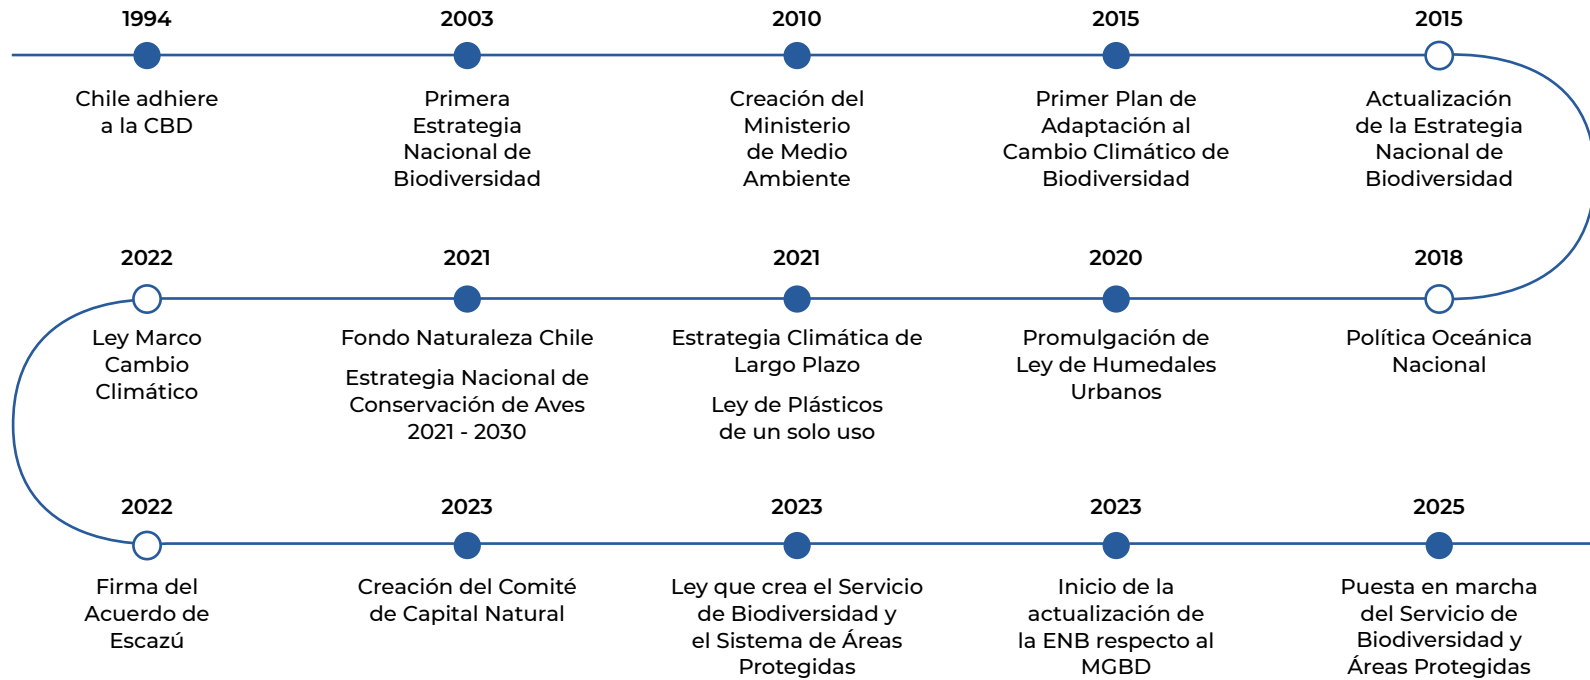 1994
Chile adhiere
a la CBD
2003
Primera
Estrategia
Nacional de
Biodiversidad
2010
Creación del
Ministerio
de Medio
Ambiente
2015
Primer Plan de
Adaptación al
Cambio Climático de
Biodiversidad
2015
Actualización
de la Estrategia
Nacional de
Biodiversidad
2018
Política Oceánica
Nacional
2020
Promulgación de
Ley de Humedales
Urbanos
2021
Estrategia Climática de
Largo Plazo
Ley de Plásticos
de un solo uso
2021
Fondo Naturaleza Chile
Estrategia Nacional de
Conservación de Aves
2021 - 2030
2022
Ley Marco
Cambio
Climático
2022
Firma del
Acuerdo de
Escazú
2023
Creación del Comité
de Capital Natural
2023
Ley que crea el Servicio
de Biodiversidad y
el Sistema de Áreas
Protegidas
2023
Inicio de la
actualización de
la ENB respecto al
MGBD
2025
Puesta en marcha
del Servicio de
Biodiversidad y
Áreas Protegidas